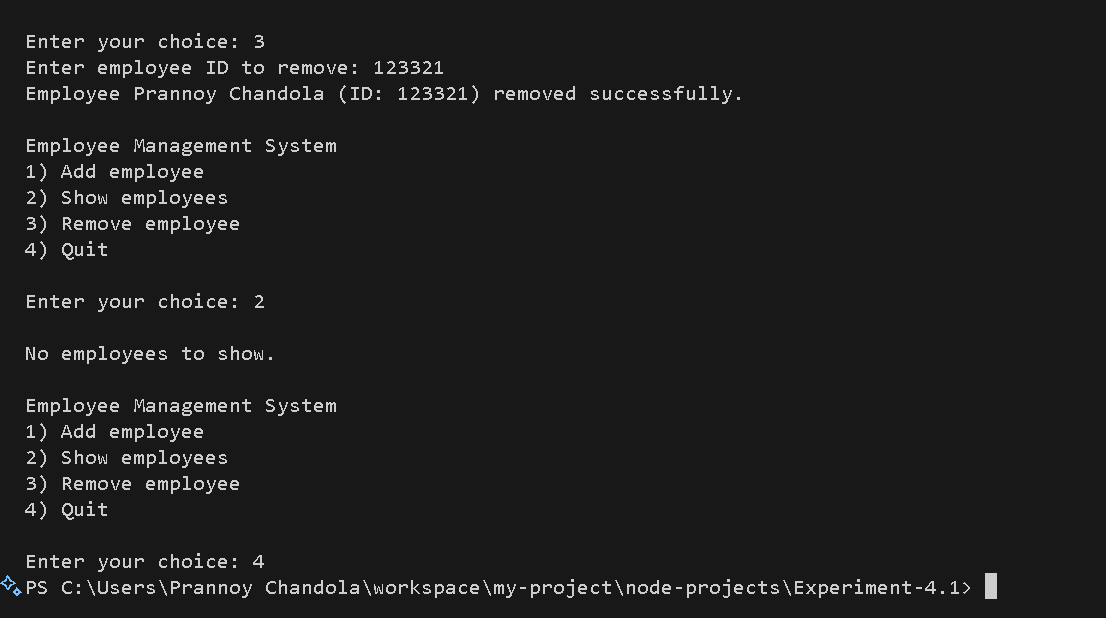 Enter your choice: 3
Enter employee ID to remove: 123321
Employee Prannoy Chandola (ID: 123321) removed successfully.
Employee Management System
1) Add employee
2) Show employees
3) Remove employee
4) Quit
Enter your choice: 2
No employees to show.
Employee Management System
1) Add employee
2) Show employees
3) Remove employee
4) Quit
Enter your choice: 4
PS C:\Users\Prannoy Chandola\workspace\my-project\node-projects\Experiment-4.1>